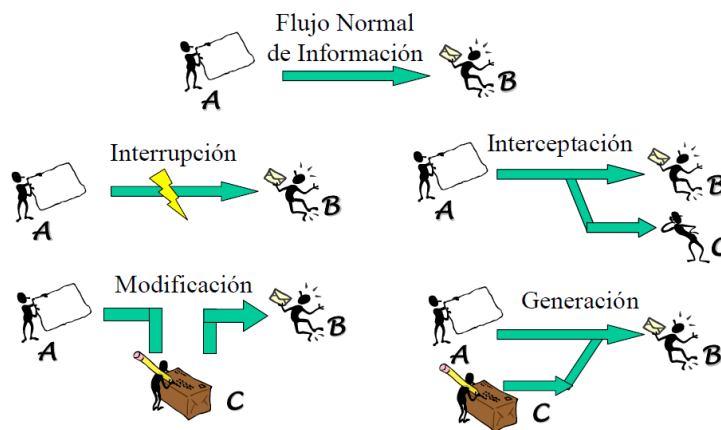 Flujo Normal
de Información
A
B
Interrupción
A
B
Interceptación
A
B
C
Modificación
A
B
C
Generación
A
B
C